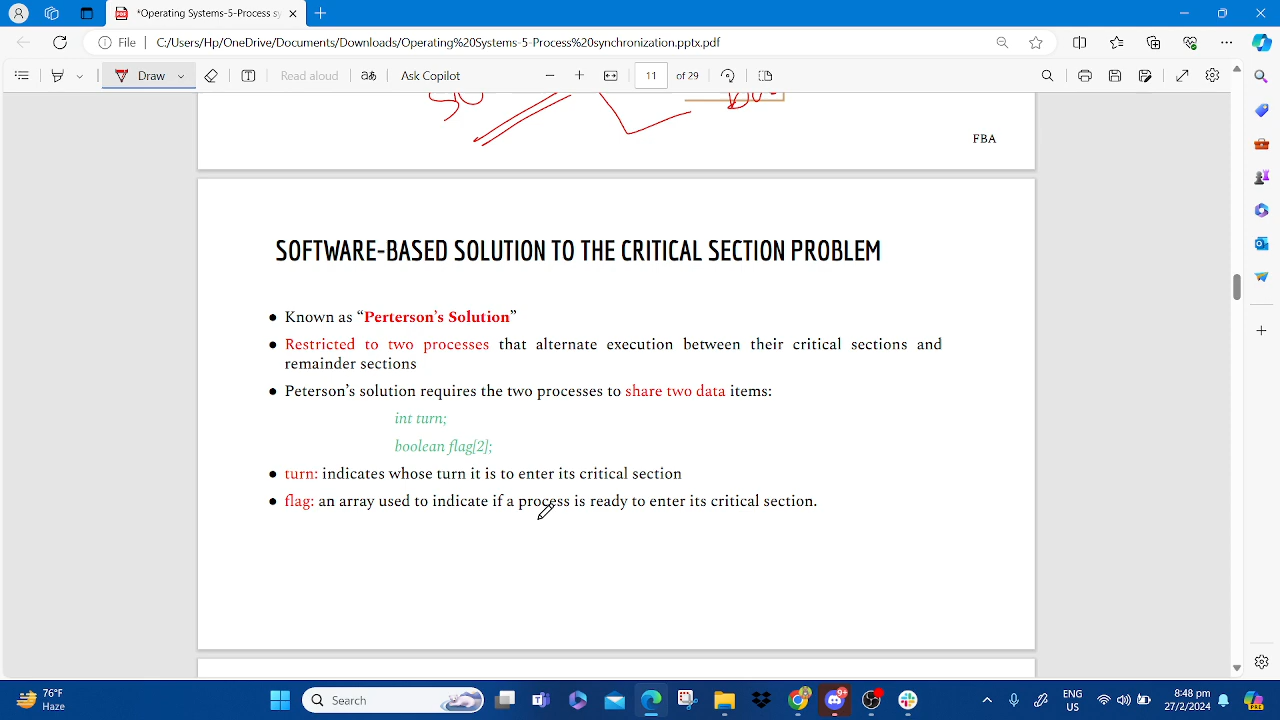 *Operating Systems-5-Process sy
File
C:/Users/Hp/OneDrive/Documents/Downloads/Operating%20Systems-5-Process%20synchronization.pptx.pdf
Draw
Read aloud
Ask Copilot
11
of 29
FBA
SOFTWARE-BASED SOLUTION TO THE CRITICAL SECTION PROBLEM
● Known as “Perterson’s Solution”
● Restricted to two processes that alternate execution between their critical sections and
remainder sections
● Peterson’s solution requires the two processes to share two data items:
int turn;
boolean flag[2];
● turn: indicates whose turn it is to enter its critical section
● flag: an array used to indicate if a process is ready to enter its critical section.
76°F
Haze
Search
9+
ENG
US
8:48 pm
27/2/2024